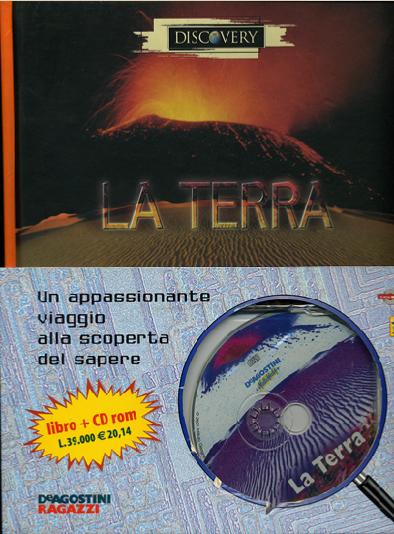 DISCOVERY
LA TERRA
Un appassionante
viaggio
alla scoperta
del sapere
libro + CD rom
L.39.000 € 20,14
DEAGOSTINI
RAGAZZI
DEAGOSTINI
La Terra